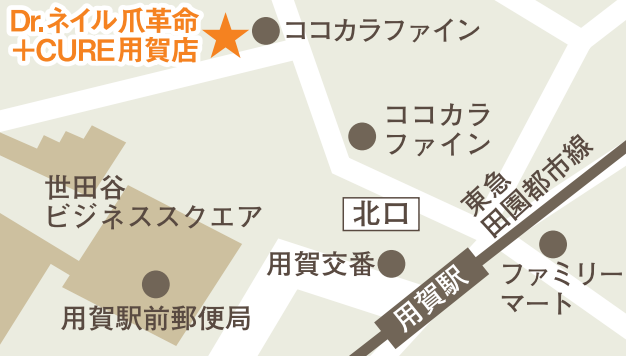 Dr.ネイル爪革命
+CURE用賀店
ココカラファイン
ココカラ
ファイン
東急
田園都市線
世田谷
ビジネススクエア
北口
用賀交番
用賀駅
ファミリー
マート
用賀駅前郵便局